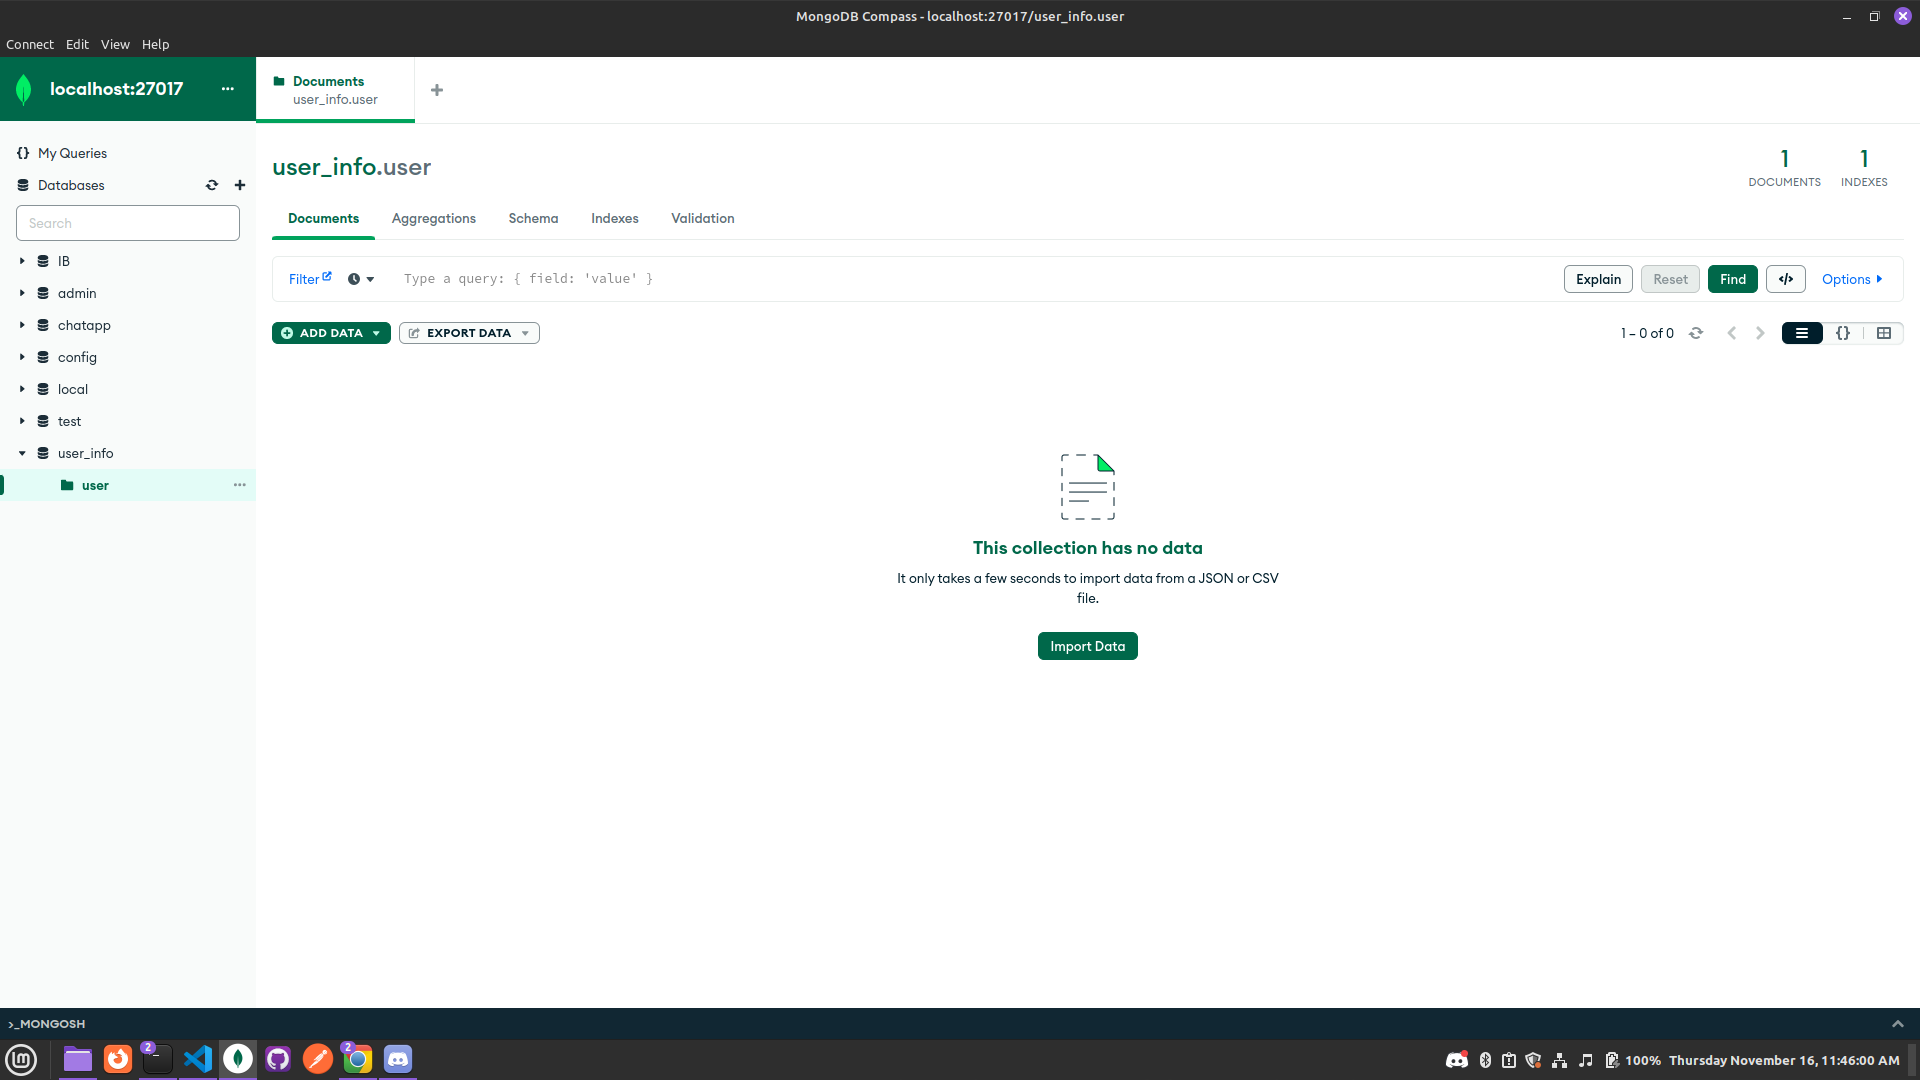 MongoDB Compass - localhost:27017/user_info.user
Connect Edit View Help
localhost:27017 ···
Documents
user_info.user
{} My Queries
Databases
Search
IB
admin
chatapp
config
local
test
user_info
user ···
user_info.user
1 DOCUMENTS
1 INDEXES
Documents Aggregations Schema Indexes Validation
Filter Type a query: { field: 'value' } Explain Reset Find </> Options
ADD DATA EXPORT DATA 1 – 0 of 0 {}
This collection has no data
It only takes a few seconds to import data from a JSON or CSV
file.
Import Data
>_MONGOSH
2 2 100% Thursday November 16, 11:46:00 AM